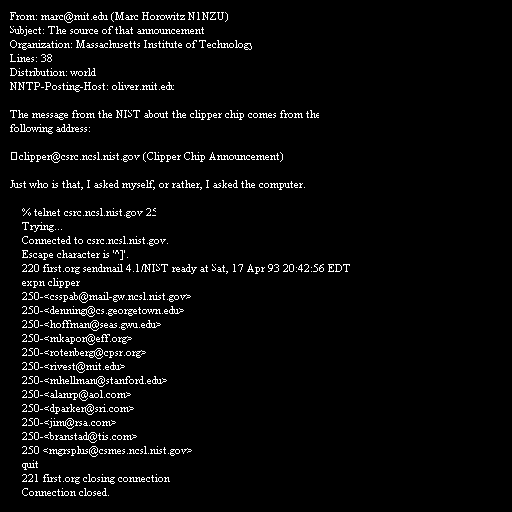 From: marc@mit.edu (Marc Horowitz N1NZU)
Subject: The source of that announcement
Organization: Massachusetts Institute of Technology
Lines: 38
Distribution: world
NNTP-Posting-Host: oliver.mit.edu
The message from the NIST about the clipper chip comes from the
following address:
clipper@csrc.ncsl.nist.gov (Clipper Chip Announcement)
Just who is that, I asked myself, or rather, I asked the computer.
% telnet csrc.ncsl.nist.gov 25
Trying...
Connected to csrc.ncsl.nist.gov.
Escape character is '^]'.
220 first.org sendmail 4.1/NIST ready at Sat, 17 Apr 93 20:42:56 EDT
expn clipper
250-<csspab@mail-gw.ncsl.nist.gov>
250-<denning@cs.georgetown.edu>
250-<hoffman@seas.gwu.edu>
250-<mkapor@eff.org>
250-<rotenberg@cpsr.org>
250-<rivest@mit.edu>
250-<mhellman@stanford.edu>
250-<alanrp@aol.com>
250-<dparker@sri.com>
250-<jim@rsa.com>
250-<branstad@tis.com>
250 <mgrsplus@csmes.ncsl.nist.gov>
quit
221 first.org closing connection
Connection closed.